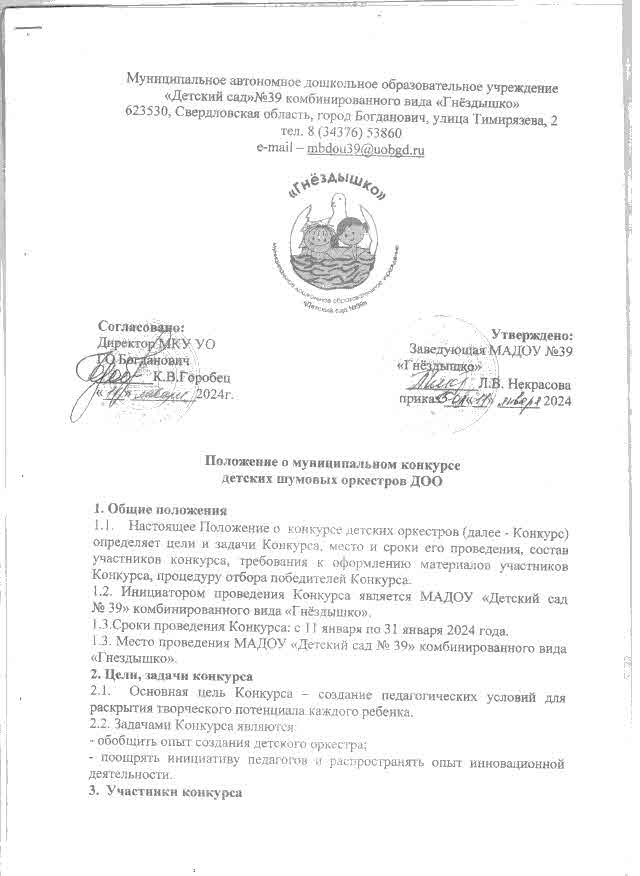 Муниципальное автономное дошкольное образовательное учреждение
«Детский сад»№39 комбинированного вида «Гнёздышко»
623530, Свердловская область, город Богданович, улица Тимирязева, 2
тел. 8 (34376) 53860
e-mail – mbdou39@uobgd.ru
«Гнёздышко»
муниципальное дошкольное образовательное учреждение
«Детский сад №39»
Согласовано:
Директор МКУ УО
ГО Богданович
К.В.Горобец
« » января 2024г.
Утверждено:
Заведующая МАДОУ №39
«Гнёздышко»
Л.В. Некрасова
приказ января 2024
Положение о муниципальном конкурсе
детских шумовых оркестров ДОО
1. Общие положения
1.1. Настоящее Положение о конкурсе детских оркестров (далее - Конкурс)
определяет цели и задачи Конкурса, место и сроки его проведения, состав
участников конкурса, требования к оформлению материалов участников
Конкурса, процедуру отбора победителей Конкурса.
1.2. Инициатором проведения Конкурса является МАДОУ «Детский сад
№ 39» комбинированного вида «Гнёздышко».
1.3.Сроки проведения Конкурса: с 11 января по 31 января 2024 года.
1.3. Место проведения МАДОУ «Детский сад № 39» комбинированного вида
«Гнездышко».
2. Цели, задачи конкурса
2.1. Основная цель Конкурса – создание педагогических условий для
раскрытия творческого потенциала каждого ребенка.
2.2. Задачами Конкурса являются:
- обобщить опыт создания детского оркестра;
- поощрять инициативу педагогов и распространять опыт инновационной
деятельности.
3. Участники конкурса